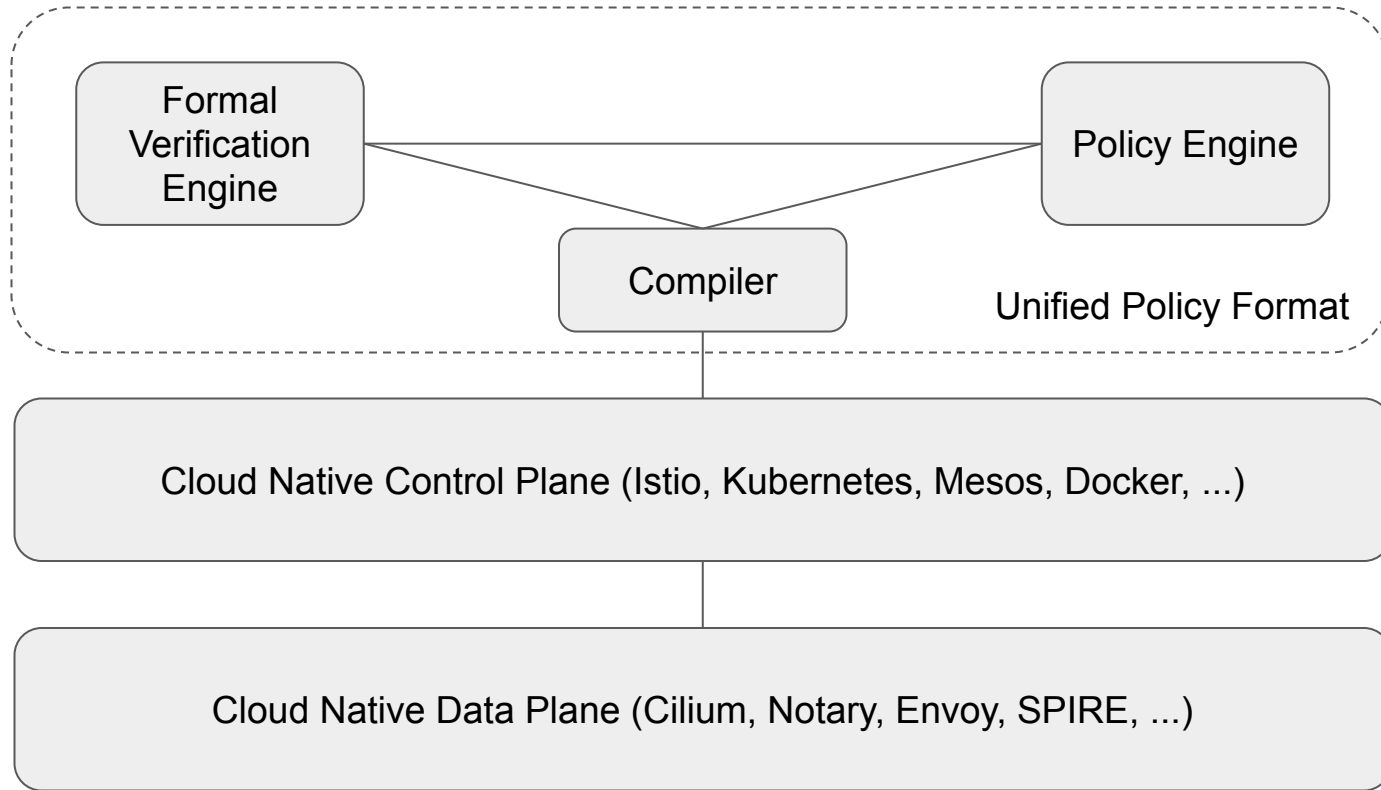 Formal
Verification
Engine
Policy Engine
Compiler
Unified Policy Format
Cloud Native Control Plane (Istio, Kubernetes, Mesos, Docker, ...)
Cloud Native Data Plane (Cilium, Notary, Envoy, SPIRE, ...)